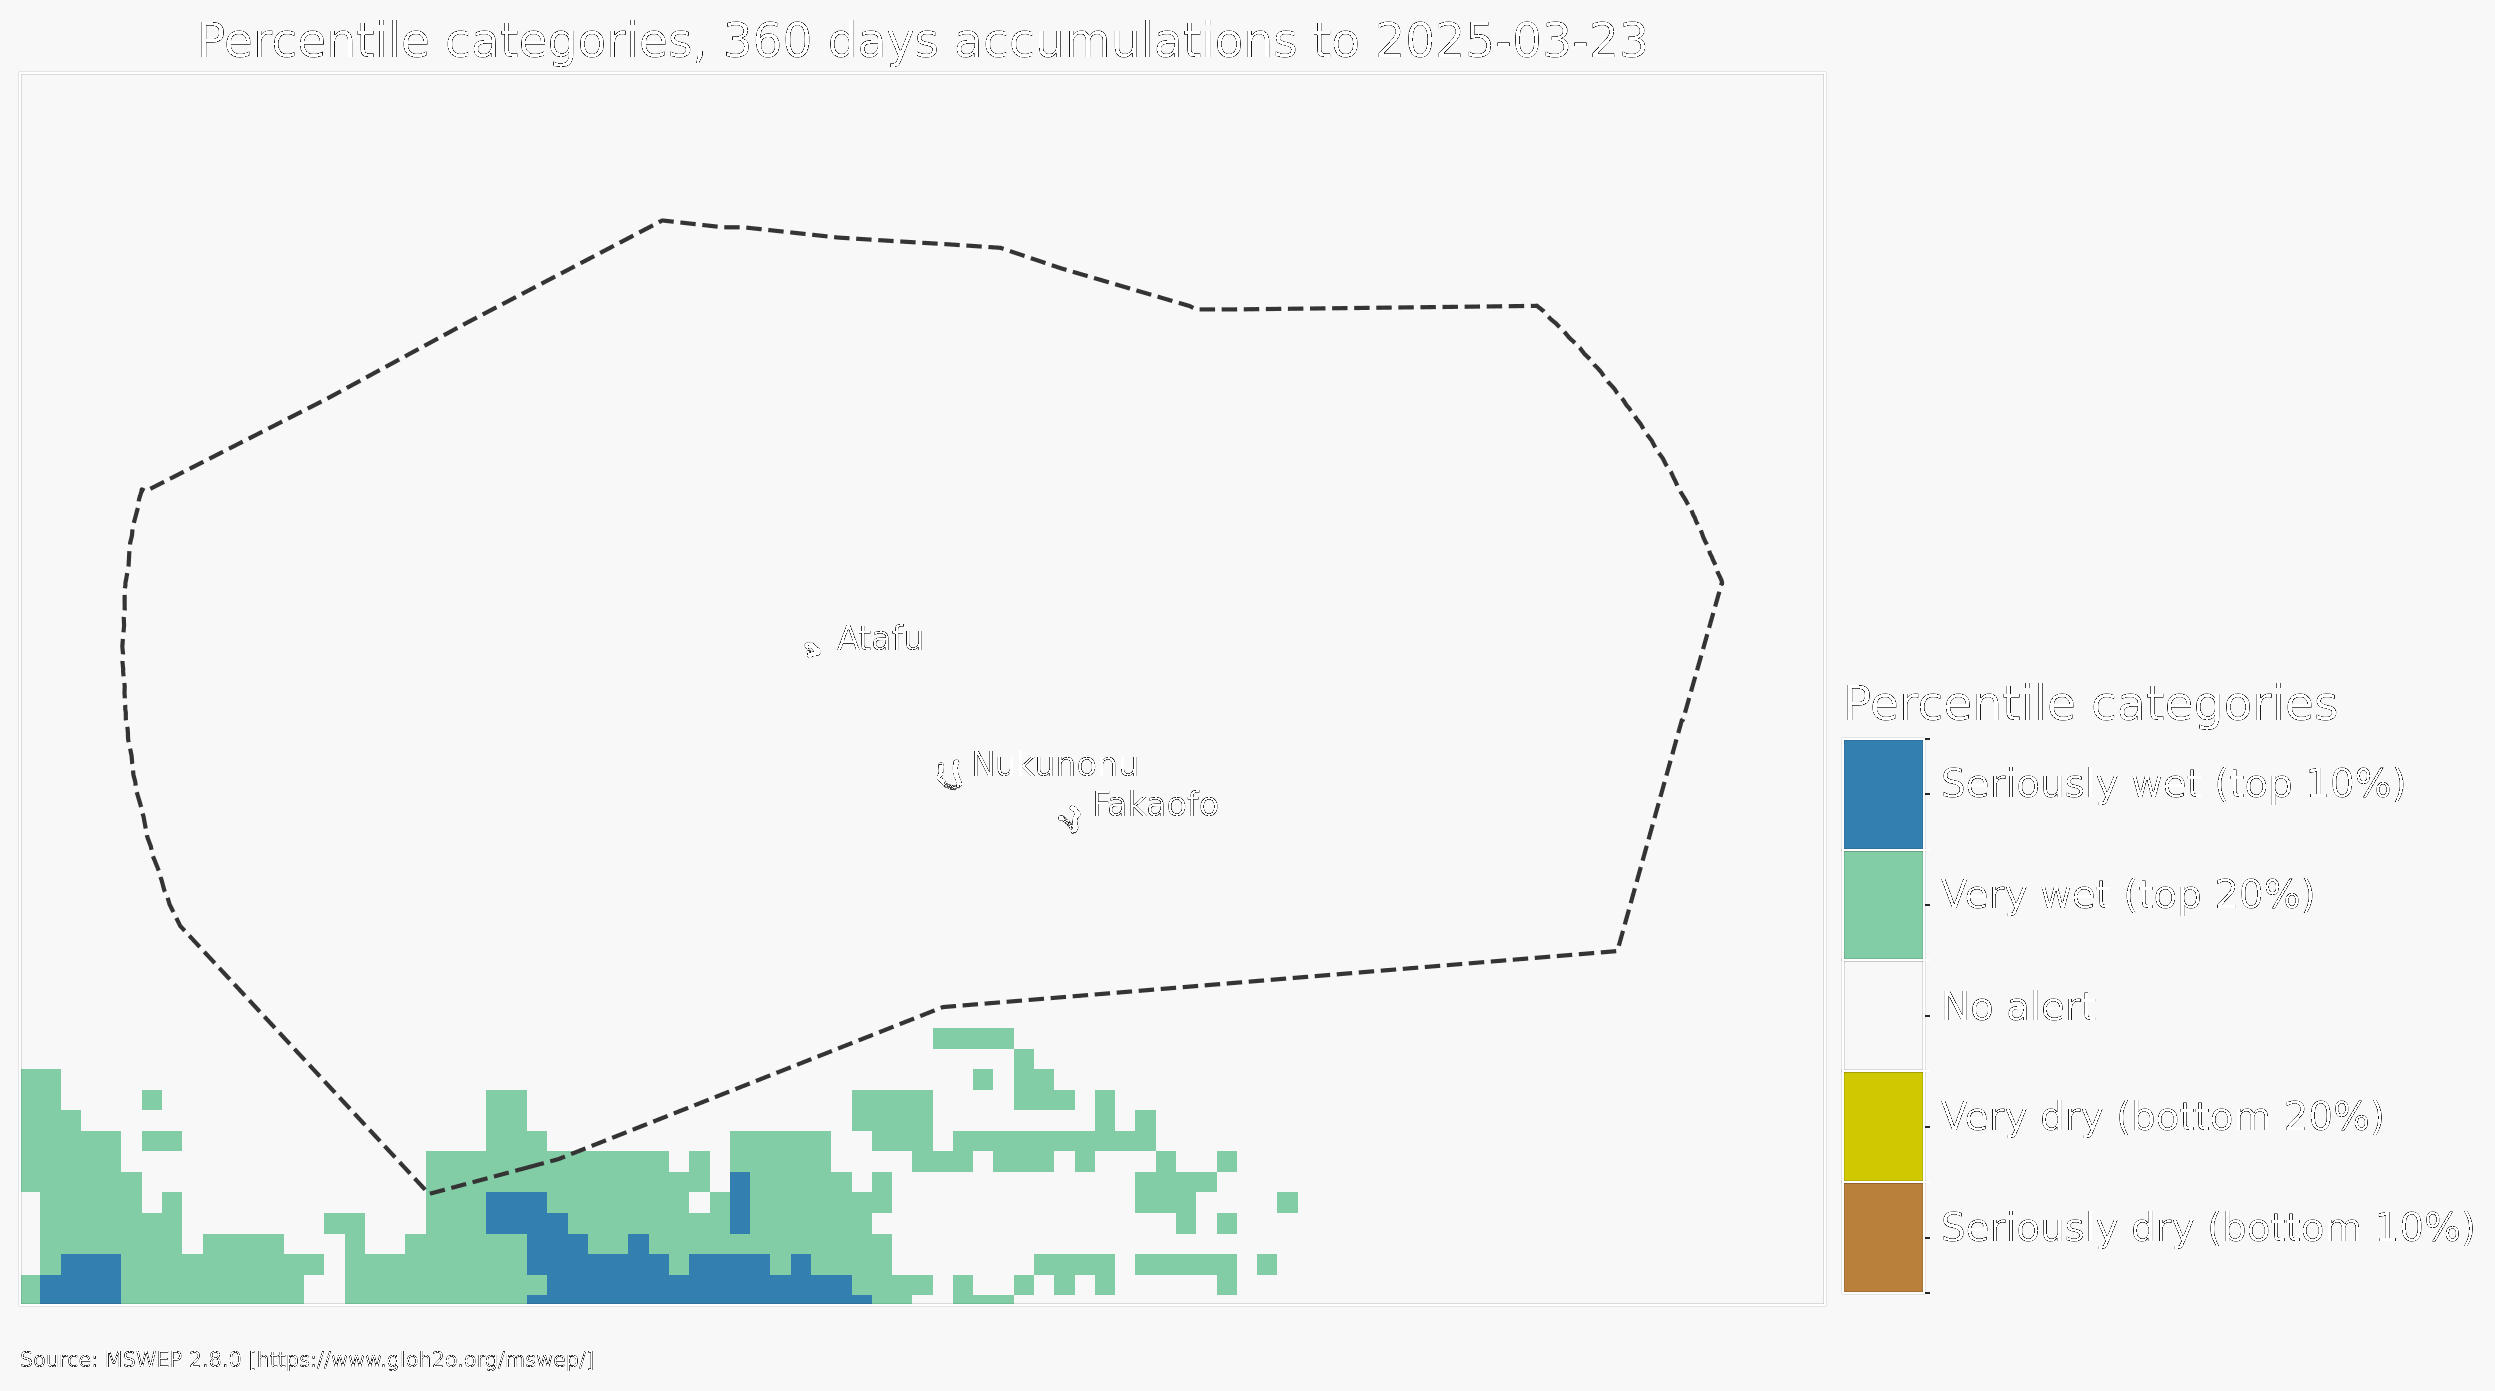 Percentile categories, 360 days accumulations to 2025-03-23
Atafu
Nukunonu
Fakaofo
Percentile categories
Seriously wet (top 10%)
Very wet (top 20%)
No alert
Very dry (bottom 20%)
Seriously dry (bottom 10%)
Source: MSWEP 2.8.0 [https://www.gloh2o.org/mswep/]